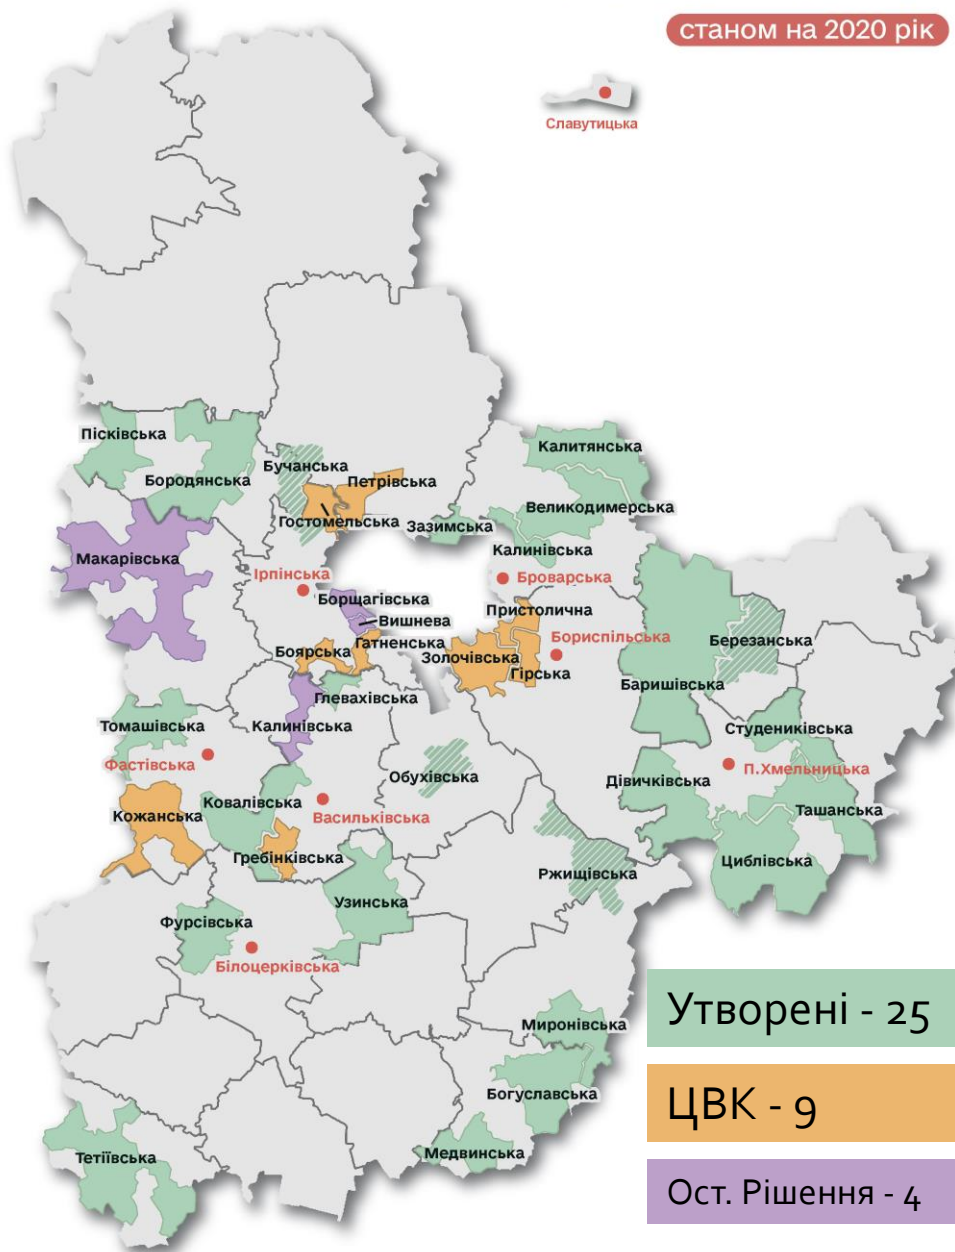 станом на 2020 рік
Славутицька
Пісківська
Бородянська
Бучанська
Петрівська
Гостомельська
Калитянська
Великодимерська
Зазимська
Калинівська
Макарівська
Ірпінська
Броварська
Борщагівська
Вишнева
Пристолична
Гатненська
Боярська
Золочівська
Бориспільська
Гірська
Березанська
Баришівська
Глевахівська
Калинівська
Томашівська
Студениківська
Фастівська
Обухівська
Дівичківська
П.Хмельницька
Ковалівська
Васильківська
Ташанська
Кожанська
Гребінківська
Циблівська
Ржищівська
Узинська
Фурсівська
Білоцерківська
Миронівська
Богуславська
Медвинська
Тетіївська
Утворені - 25
ЦВК - 9
Ост. Рішення - 4